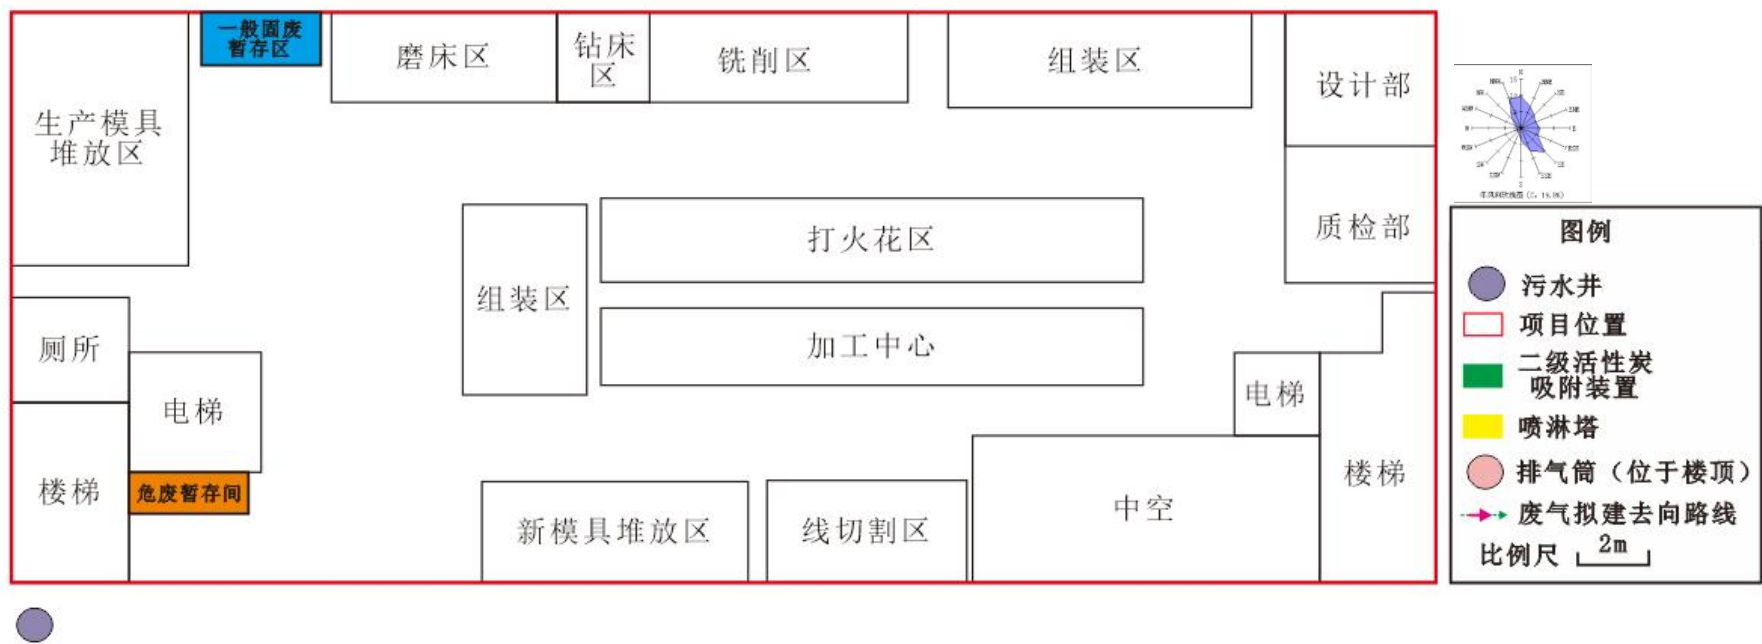 一般固废
暂存区
磨床区
钻床
区
铣削区
组装区
设计部
生产模具
堆放区
质检部
打火花区
组装区
加工中心
厕所
电梯
楼梯
危废暂存间
新模具堆放区
线切割区
中空
电梯
楼梯
图例
污水井
项目位置
二级活性炭
吸附装置
喷淋塔
排气筒（位于楼顶）
废气拟建去向路线
比例尺 2m